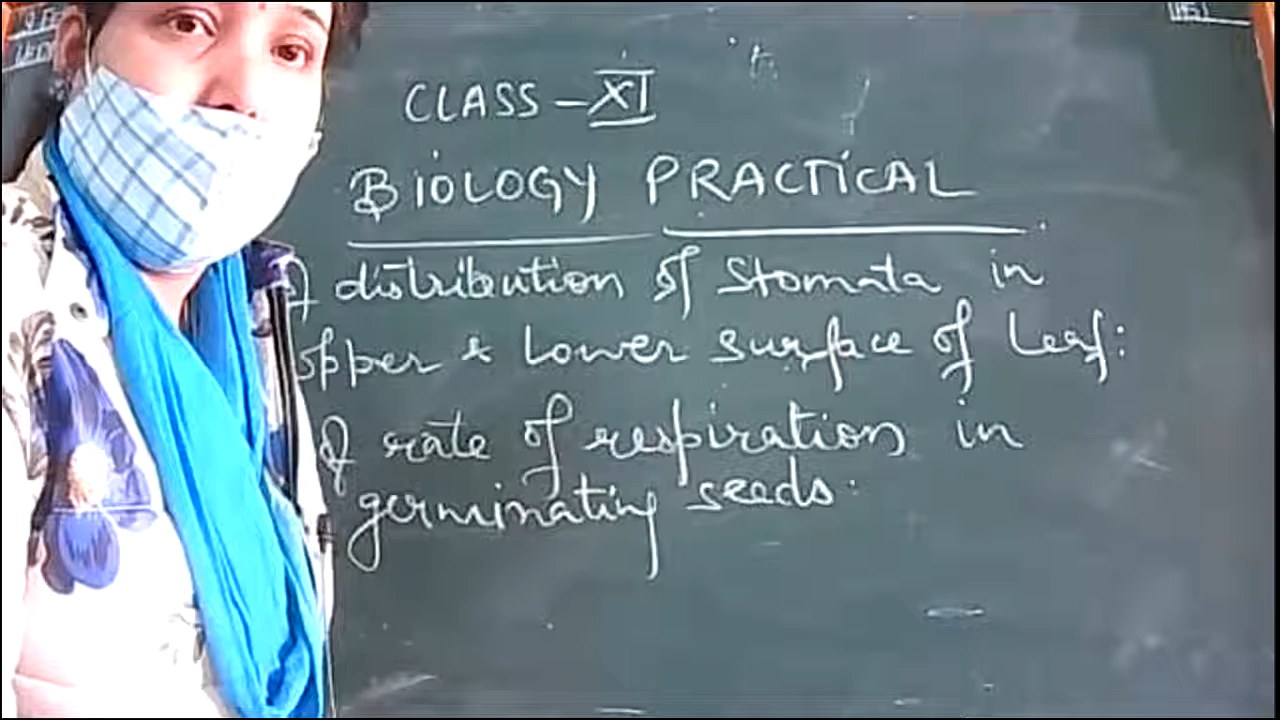 CLASS - XI
BIOLOGY PRACTICAL
of distribution of stomata in
upper & Lower surface of Leaf:
of rate of respiration in
germinating seeds.